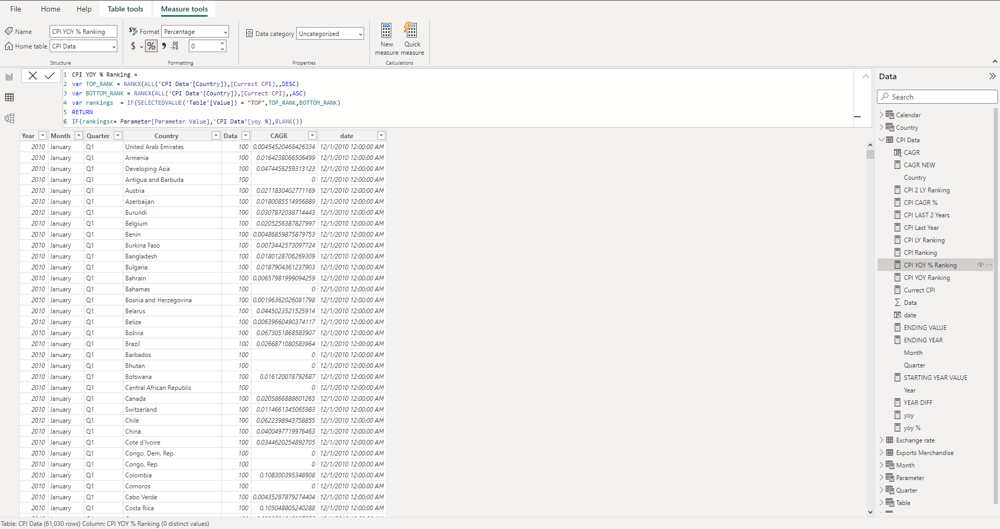 File Home Help Table tools Measure tools
Name CPI YOY % Ranking
Home table CPI Data
Structure
$% Format Percentage
$ % , .00 →.0 0
Formatting
Data category Uncategorized
Properties
New measure
Quick measure
Calculations
1 CPI YOY % Ranking =
2 var TOP_RANK = RANKX(ALL('CPI Data'[Country]),[Currect CPI],,DESC)
3 var BOTTOM_RANK = RANKX(ALL('CPI Data'[Country]),[Currect CPI],,ASC)
4 var rankings  = IF(SELECTEDVALUE('Table'[Value]) = "TOP",TOP_RANK,BOTTOM_RANK)
5 RETURN
6 IF(rankings<= Parameter[Parameter Value],'CPI Data'[yoy %],BLANK())
Year Month Quarter Country Data CAGR date
2010 January Q1 United Arab Emirates 100 0.00454520468426334 12/1/2010 12:00:00 AM
2010 January Q1 Armenia 100 0.0164238066506499 12/1/2010 12:00:00 AM
2010 January Q1 Developing Asia 100 0.0474456259313123 12/1/2010 12:00:00 AM
2010 January Q1 Antigua and Barbuda 100 0 12/1/2010 12:00:00 AM
2010 January Q1 Austria 100 0.0211830402771169 12/1/2010 12:00:00 AM
2010 January Q1 Azerbaijan 100 0.0180085514956889 12/1/2010 12:00:00 AM
2010 January Q1 Burundi 100 0.0307872038714443 12/1/2010 12:00:00 AM
2010 January Q1 Belgium 100 0.0205256387827997 12/1/2010 12:00:00 AM
2010 January Q1 Benin 100 0.00486859875879753 12/1/2010 12:00:00 AM
2010 January Q1 Burkina Faso 100 0.0073442573097724 12/1/2010 12:00:00 AM
2010 January Q1 Bangladesh 100 0.0180128706269309 12/1/2010 12:00:00 AM
2010 January Q1 Bulgaria 100 0.0187904361237903 12/1/2010 12:00:00 AM
2010 January Q1 Bahrain 100 0.00657981999094259 12/1/2010 12:00:00 AM
2010 January Q1 Bahamas 100 0 12/1/2010 12:00:00 AM
2010 January Q1 Bosnia and Herzegovina 100 0.00196362026081798 12/1/2010 12:00:00 AM
2010 January Q1 Belarus 100 0.0445023521525914 12/1/2010 12:00:00 AM
2010 January Q1 Belize 100 0.00639660490374117 12/1/2010 12:00:00 AM
2010 January Q1 Bolivia 100 0.0673051868583907 12/1/2010 12:00:00 AM
2010 January Q1 Brazil 100 0.0266871080583964 12/1/2010 12:00:00 AM
2010 January Q1 Barbados 100 0 12/1/2010 12:00:00 AM
2010 January Q1 Bhutan 100 0 12/1/2010 12:00:00 AM
2010 January Q1 Botswana 100 0.016120078792687 12/1/2010 12:00:00 AM
2010 January Q1 Central African Republic 100 0 12/1/2010 12:00:00 AM
2010 January Q1 Canada 100 0.0205866888601265 12/1/2010 12:00:00 AM
2010 January Q1 Switzerland 100 0.0114661345065983 12/1/2010 12:00:00 AM
2010 January Q1 Chile 100 0.0622398943758855 12/1/2010 12:00:00 AM
2010 January Q1 China 100 0.0400497719976463 12/1/2010 12:00:00 AM
2010 January Q1 Cote d'Ivoire 100 0.0344620254892705 12/1/2010 12:00:00 AM
2010 January Q1 Congo, Dem. Rep. 100 0 12/1/2010 12:00:00 AM
2010 January Q1 Congo, Rep. 100 0 12/1/2010 12:00:00 AM
2010 January Q1 Colombia 100 0.108300395348908 12/1/2010 12:00:00 AM
2010 January Q1 Comoros 100 0 12/1/2010 12:00:00 AM
2010 January Q1 Cabo Verde 100 0.00435287879274404 12/1/2010 12:00:00 AM
2010 January Q1 Costa Rica 100 0.105048805240288 12/1/2010 12:00:00 AM
Table: CPI Data (61,030 rows) Column: CPI YOY % Ranking (0 distinct values)
Data
Search
Calendar
Country
CPI Data
CAGR
CAGR NEW
Country
CPI 2 LY Ranking
CPI CAGR %
CPI LAST 2 Years
CPI Last Year
CPI LY Ranking
CPI Ranking
CPI YOY % Ranking
CPI YOY Ranking
Currect CPI
Data
date
ENDING VALUE
ENDING YEAR
Month
Quarter
STARTING YEAR VALUE
Year
YEAR DIFF
yoy
yoy %
Exchange rate
Exports Merchandise
Month
Parameter
Quarter
Table